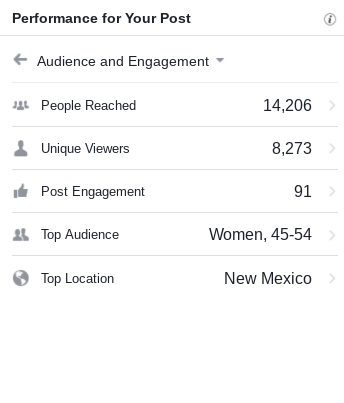 Performance for Your Post
Audience and Engagement
People Reached 14,206
Unique Viewers 8,273
Post Engagement 91
Top Audience Women, 45-54
Top Location New Mexico